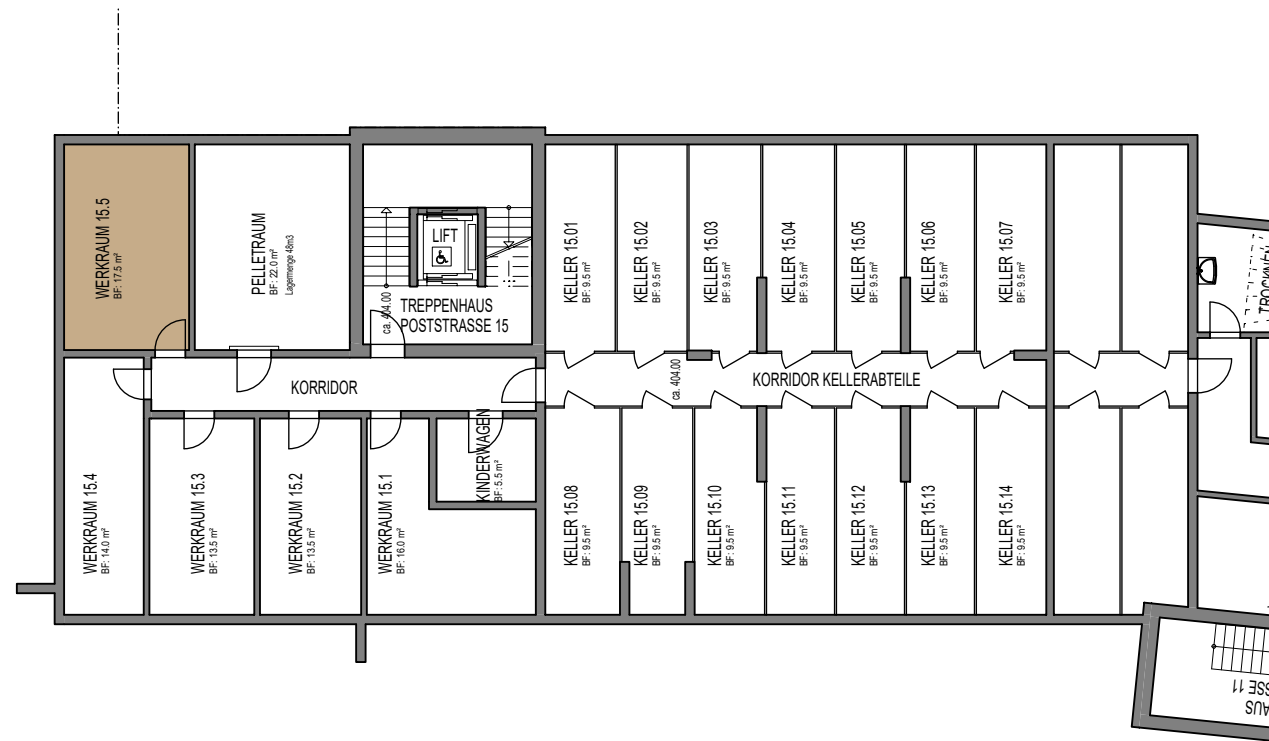 WERKRAUM 15.5
BF: 17.5 m²
PELLETRAUM
BF: 22.0 m²
Lagermenge 48m3
LIFT
ca. 404.00
TREPPENHAUS
POSTSTRASSE 15
KELLER 15.01
BF: 9.5 m²
KELLER 15.02
BF: 9.5 m²
KELLER 15.03
BF: 9.5 m²
KELLER 15.04
BF: 9.5 m²
KELLER 15.05
BF: 9.5 m²
KELLER 15.06
BF: 9.5 m²
KELLER 15.07
BF: 9.5 m²
TROCKNEN
KORRIDOR
ca. 404.00
KORRIDOR KELLERABTEILE
WERKRAUM 15.4
BF: 14.0 m²
WERKRAUM 15.3
BF: 13.5 m²
WERKRAUM 15.2
BF: 13.5 m²
WERKRAUM 15.1
BF: 16.0 m²
KINDERWAGEN
BF: 5.5 m²
KELLER 15.08
BF: 9.5 m²
KELLER 15.09
BF: 9.5 m²
KELLER 15.10
BF: 9.5 m²
KELLER 15.11
BF: 9.5 m²
KELLER 15.12
BF: 9.5 m²
KELLER 15.13
BF: 9.5 m²
KELLER 15.14
BF: 9.5 m²
AUS
SSE 11